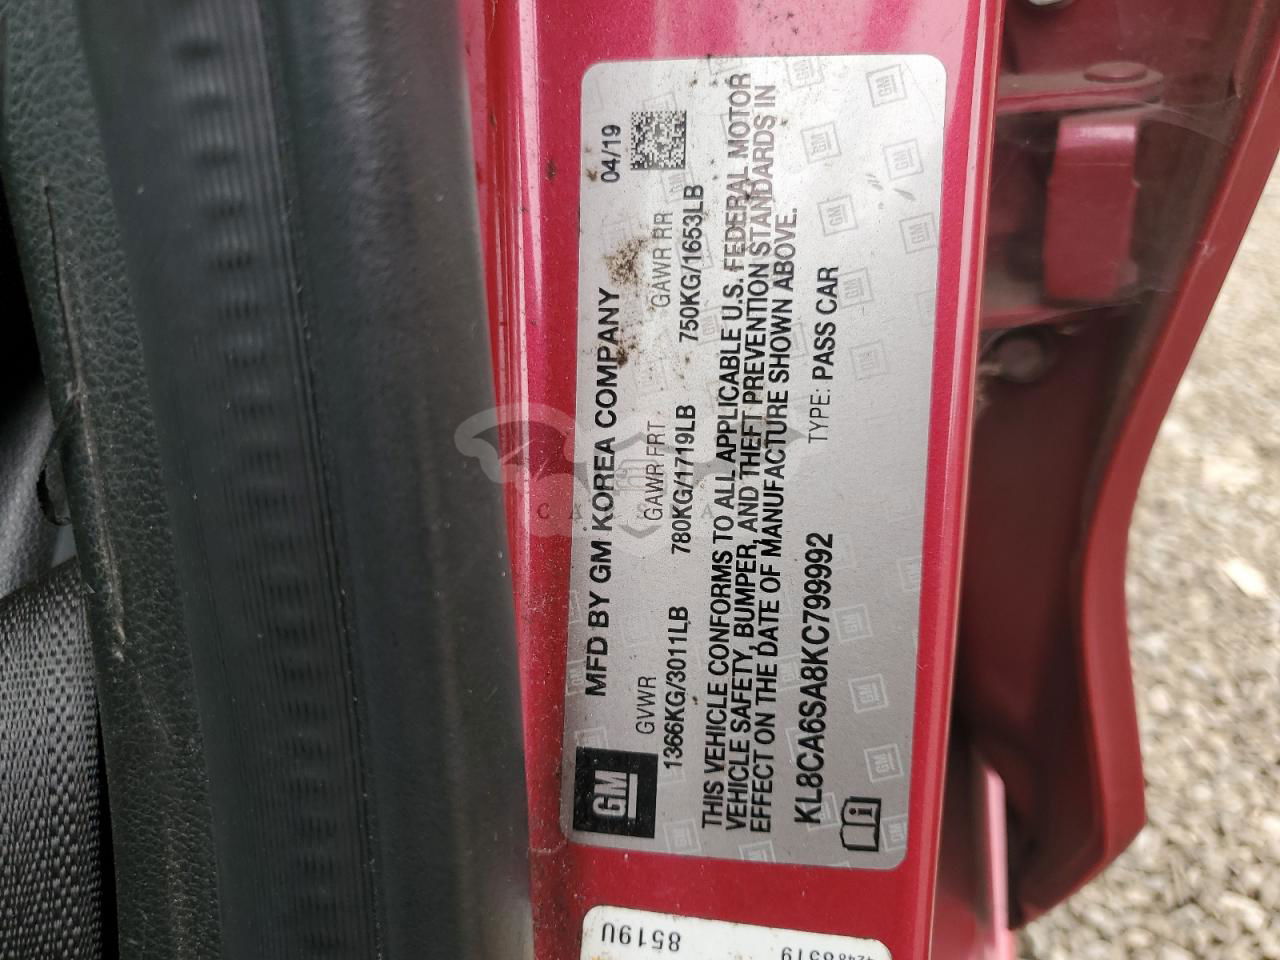 MFD BY GM KOREA COMPANY 04/19
GVWR GAWR FRT GAWR RR
1366KG/3011LB 780KG/1719LB 750KG/1653LB
THIS VEHICLE CONFORMS TO ALL APPLICABLE U.S. FEDERAL MOTOR
VEHICLE SAFETY, BUMPER, AND THEFT PREVENTION STANDARDS IN
EFFECT ON THE DATE OF MANUFACTURE SHOWN ABOVE.
KL8CA6SA8KC799992 TYPE: PASS CAR
GM
8519U